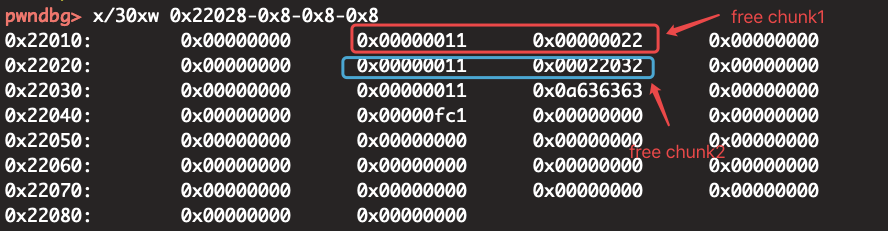 pwndbg> x/30xw 0x22028-0x8-0x8-0x8
free chunk1
0x22010: 0x00000000 0x00000011 0x00000022 0x00000000
0x22020: 0x00000000 0x00000011 0x00022032 0x00000000
0x22030: 0x00000000 0x00000011 0x0a636363 0x00000000
0x22040: 0x00000000 0x00000fc1 0x00000000 0x00000000
0x22050: 0x00000000 0x00000000 0x00000000 0x00000000
free chunk2
0x22060: 0x00000000 0x00000000 0x00000000 0x00000000
0x22070: 0x00000000 0x00000000 0x00000000 0x00000000
0x22080: 0x00000000 0x00000000